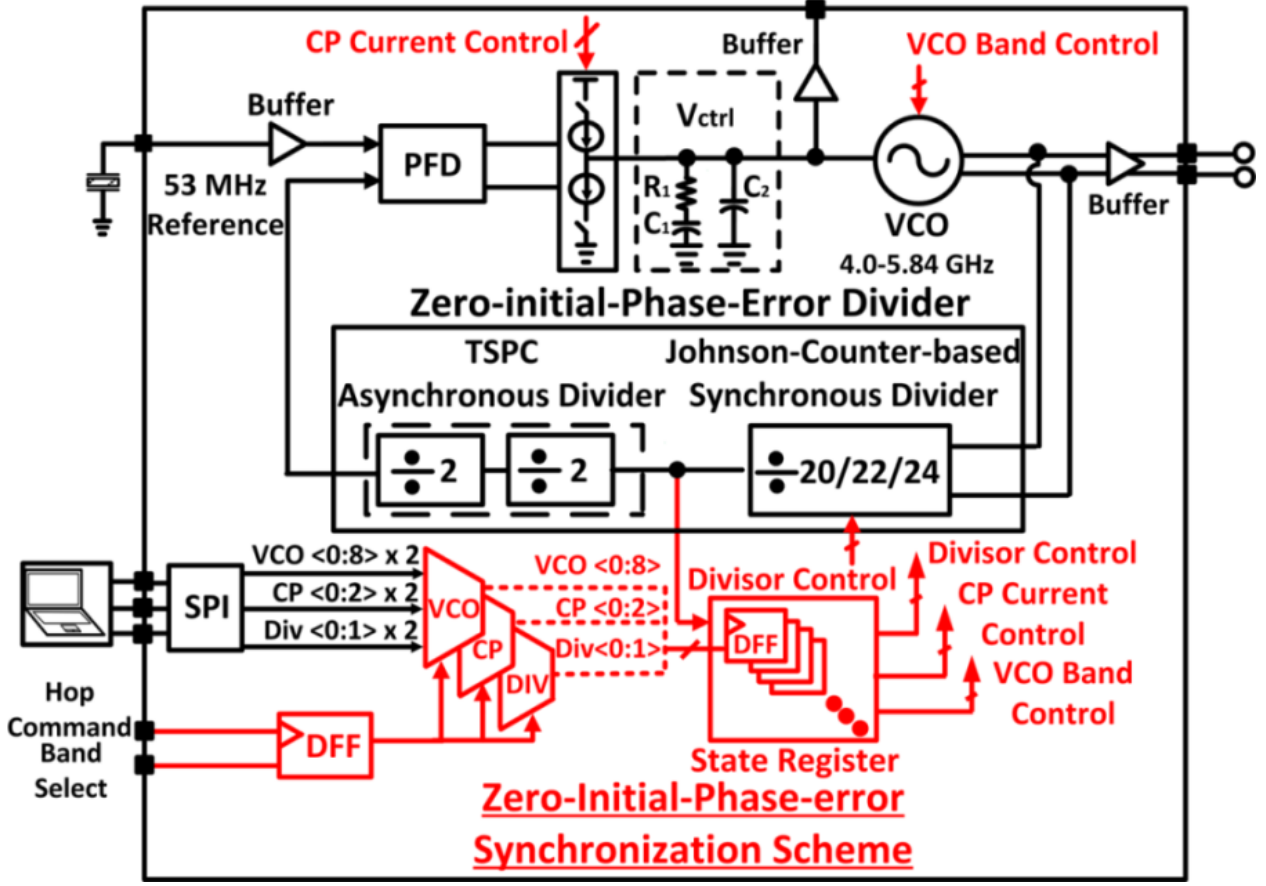 CP Current Control
Buffer
VCO Band Control
Buffer
Vctrl
PFD
53 MHz
Reference
R1
C1
C2
VCO
4.0-5.84 GHz
Buffer
Zero-initial-Phase-Error Divider
TSPC
Asynchronous Divider
Johnson-Counter-based
Synchronous Divider
÷ 2
÷ 2
÷ 20/22/24
VCO <0:8> x 2
CP <0:2> x 2
Div <0:1> x 2
SPI
VCO
CP
DIV
VCO <0:8>
CP <0:2>
Div<0:1>
Divisor Control
DFF
State Register
Divisor Control
CP Current
Control
VCO Band
Control
Hop
Command
Band
Select
DFF
Zero-Initial-Phase-error
Synchronization Scheme